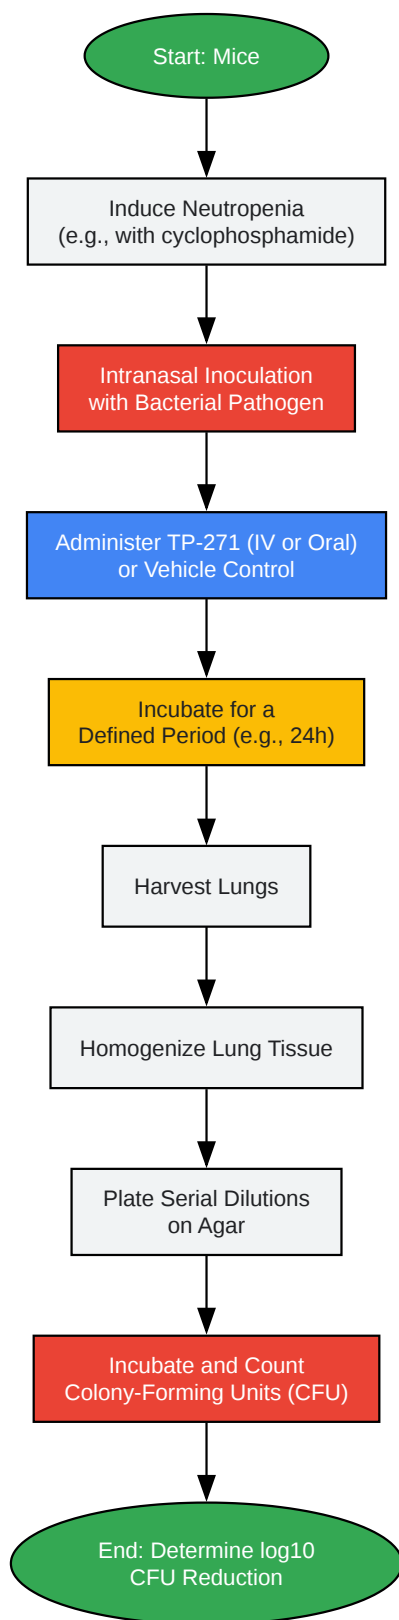 Start: Mice
Induce Neutropenia
(e.g., with cyclophosphamide)
Intranasal Inoculation
with Bacterial Pathogen
Administer TP-271 (IV or Oral)
or Vehicle Control
Incubate for a
Defined Period (e.g., 24h)
Harvest Lungs
Homogenize Lung Tissue
Plate Serial Dilutions
on Agar
Incubate and Count
Colony-Forming Units (CFU)
End: Determine log10
CFU Reduction